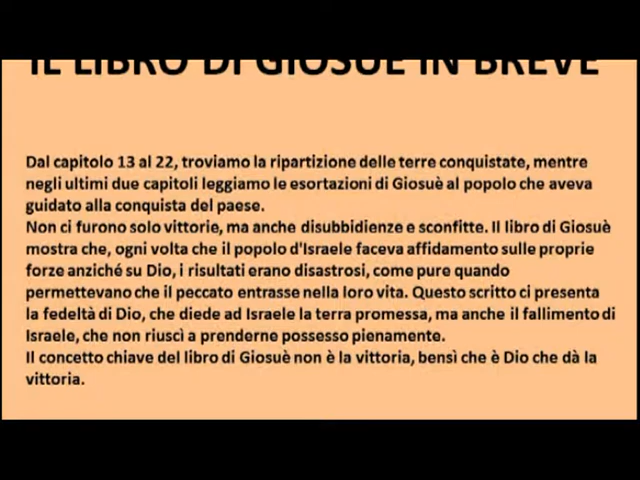 IL LIBRO DI GIOSUÈ IN BREVE
Dal capitolo 13 al 22, troviamo la ripartizione delle terre conquistate, mentre
negli ultimi due capitoli leggiamo le esortazioni di Giosuè al popolo che aveva
guidato alla conquista del paese.
Non ci furono solo vittorie, ma anche disubbidienze e sconfitte. Il libro di Giosuè
mostra che, ogni volta che il popolo d'Israele faceva affidamento sulle proprie
forze anziché su Dio, i risultati erano disastrosi, come pure quando
permettevano che il peccato entrasse nella loro vita. Questo scritto ci presenta
la fedeltà di Dio, che diede ad Israele la terra promessa, ma anche il fallimento di
Israele, che non riuscì a prenderne possesso pienamente.
Il concetto chiave del libro di Giosuè non è la vittoria, bensì che è Dio che dà la
vittoria.